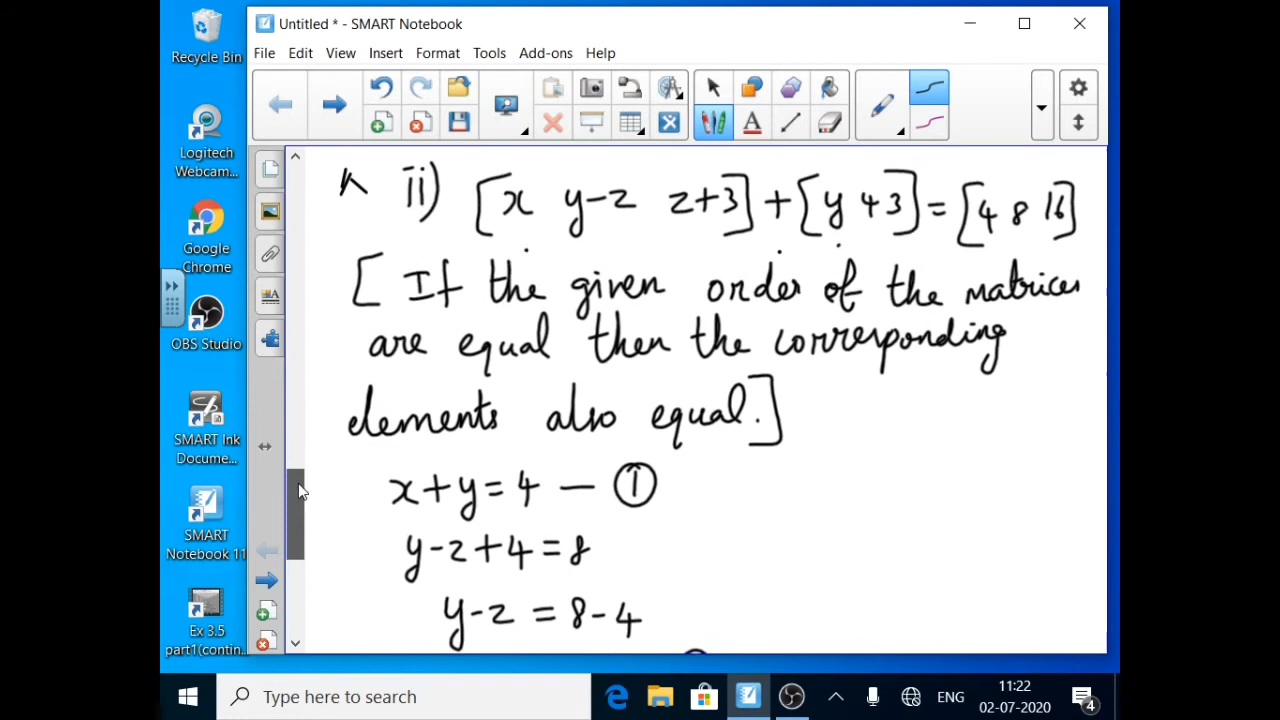 Untitled * - SMART Notebook
File Edit View Insert Format Tools Add-ons Help
Recycle Bin
Logitech
Webcam...
Google
Chrome
OBS Studio
SMART Ink
Docume...
SMART
Notebook 11
Ex 3.5
part1(contin...
ii) [x y-z z+3]+[y 4 3]=[4 8 16]
[ If the given order of the matrices
are equal then the corresponding
elements also equal.]
x+y=4 — ①
y-z+4=8
y-z = 8-4
Type here to search
ENG
11:22
02-07-2020
4